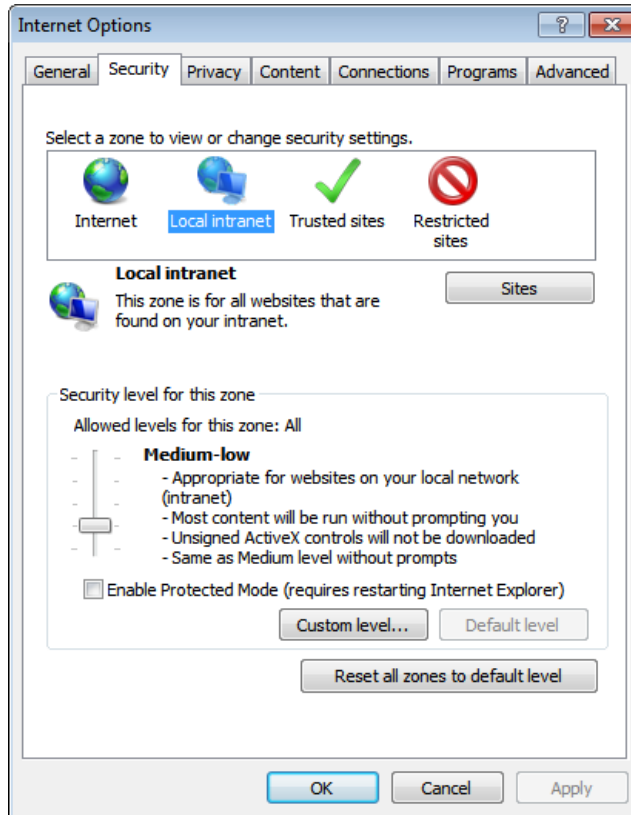 Internet Options
General Security Privacy Content Connections Programs Advanced
Select a zone to view or change security settings.
Internet Local intranet Trusted sites Restricted
sites
Local intranet
Sites
This zone is for all websites that are
found on your intranet.
Security level for this zone
Allowed levels for this zone: All
Medium-low
- Appropriate for websites on your local network
(intranet)
- Most content will be run without prompting you
- Unsigned ActiveX controls will not be downloaded
- Same as Medium level without prompts
Enable Protected Mode (requires restarting Internet Explorer)
Custom level... Default level
Reset all zones to default level
OK Cancel Apply